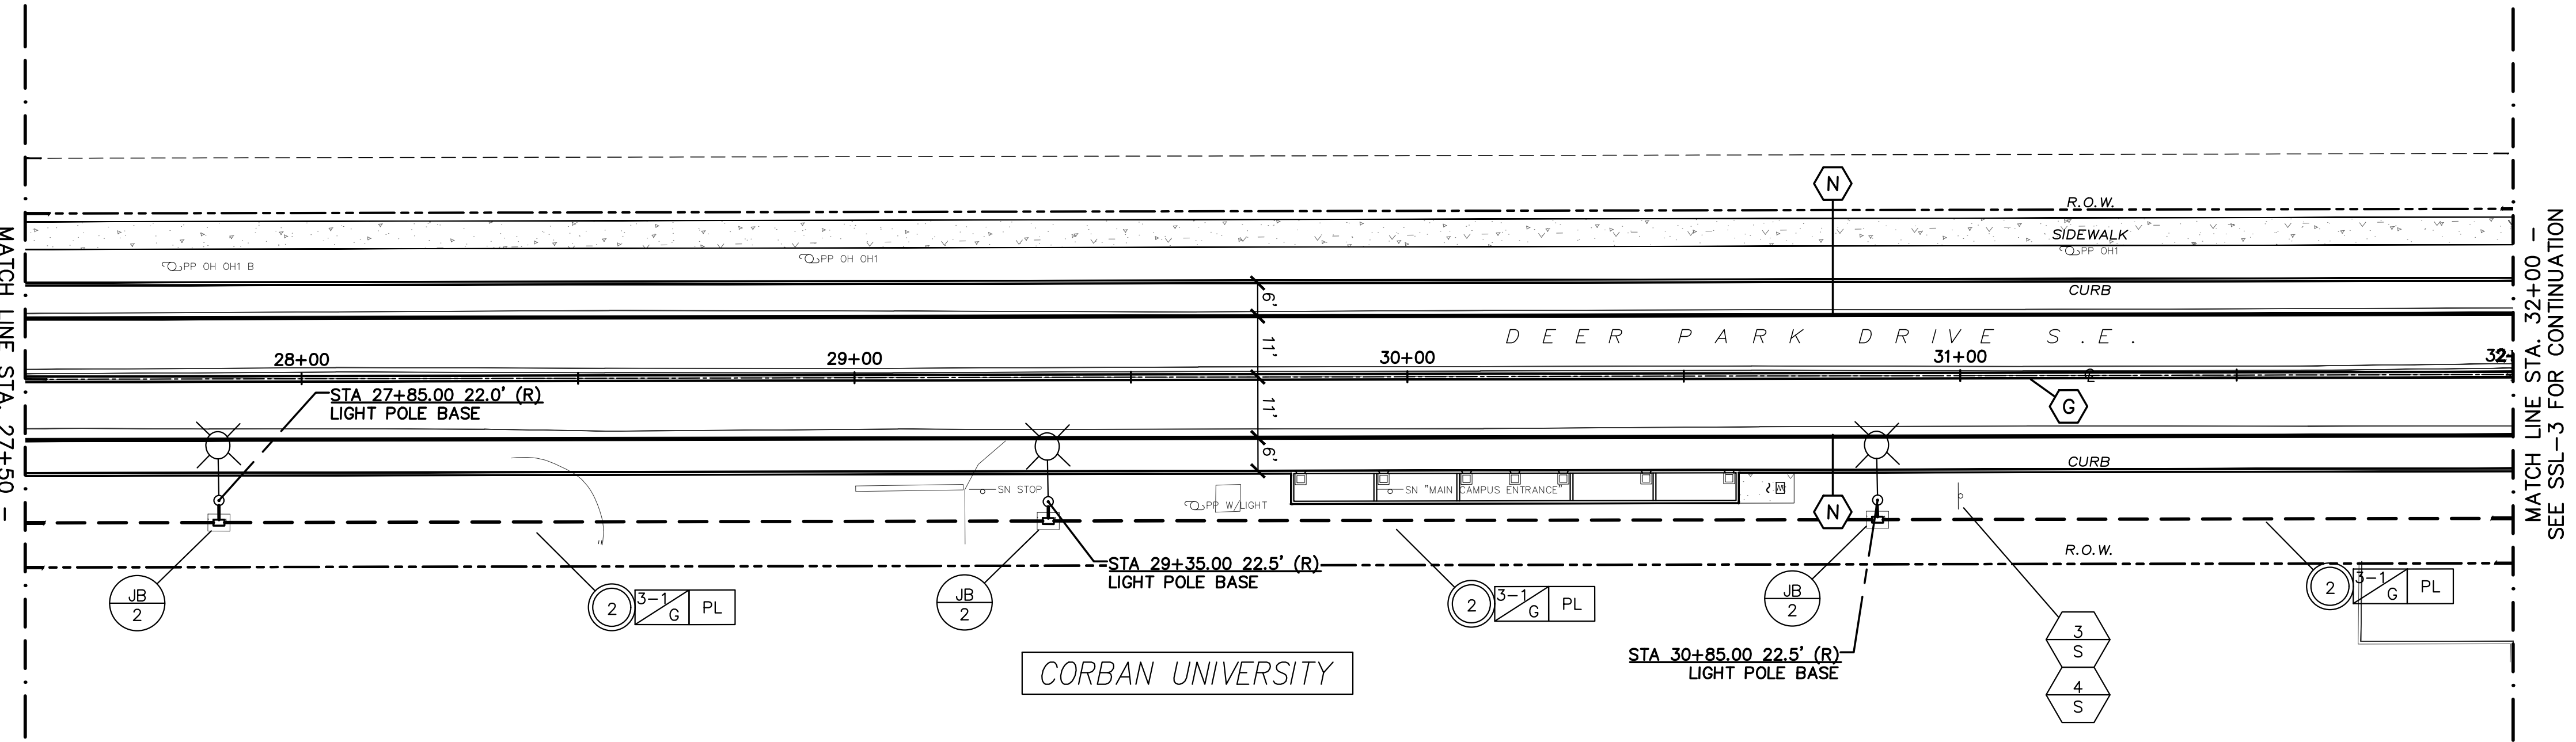 MATCH LINE STA. 27+50 –
N
R.O.W.
SIDEWALK
PP OH OH1 B
PP OH OH1
PP OH1
CURB
6'
DEER PARK DRIVE S.E.
11'
28+00
29+00
30+00
31+00
32+
℄
STA 27+85.00 22.0' (R)
LIGHT POLE BASE
11'
G
6'
CURB
SN STOP
SN "MAIN CAMPUS ENTRANCE"
PP W/LIGHT
N
R.O.W.
STA 29+35.00 22.5' (R)
LIGHT POLE BASE
JB
2
2
3-1
G
PL
JB
2
2
3-1
G
PL
JB
2
2
3-1
G
PL
3
S
4
S
STA 30+85.00 22.5' (R)
LIGHT POLE BASE
CORBAN UNIVERSITY
MATCH LINE STA. 32+00 –
SEE SSL-3 FOR CONTINUATION